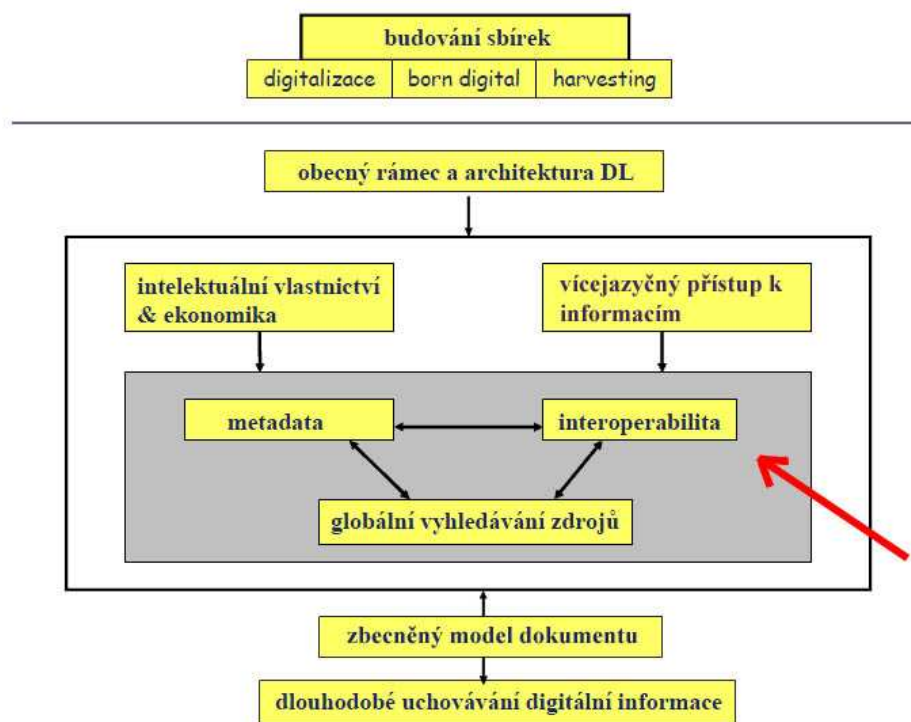 budování sbírek
digitalizace born digital harvesting
obecný rámec a architektura DL
intelektuální vlastnictví
& ekonomika
vícejazyčný přístup k
informacím
metadata
interoperabilita
globální vyhledávání zdrojů
zbecněný model dokumentu
dlouhodobé uchovávání digitální informace